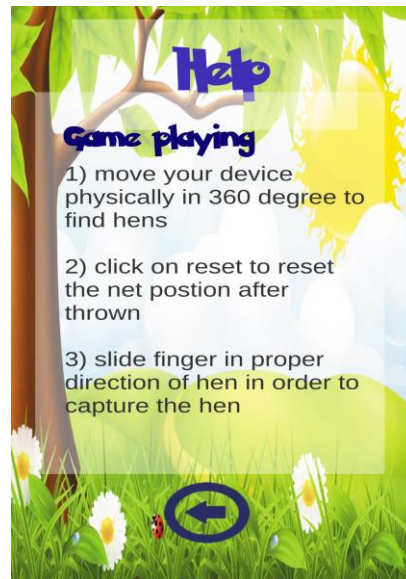 Help
Game playing
1) move your device
physically in 360 degree to
find hens
2) click on reset to reset
the net postion after
thrown
3) slide finger in proper
direction of hen in order to
capture the hen